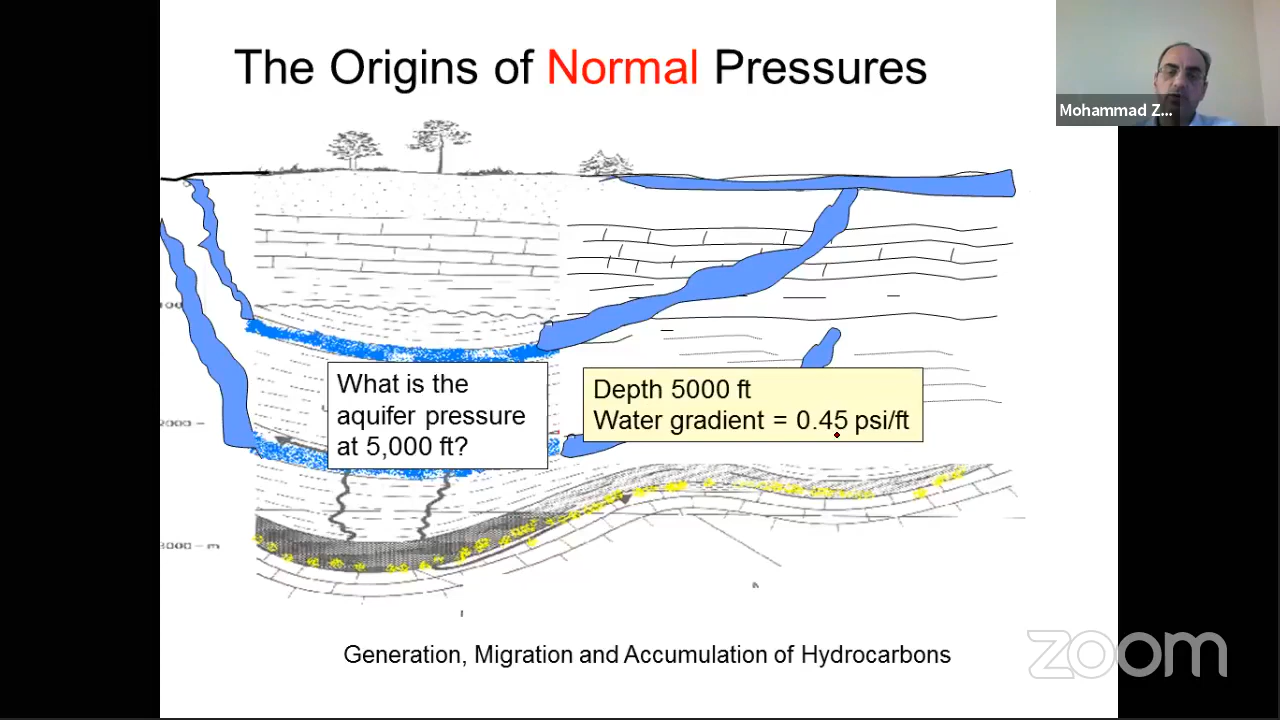 The Origins of Normal Pressures
Mohammad Z...
What is the
aquifer pressure
at 5,000 ft?
Depth 5000 ft
Water gradient = 0.45 psi/ft
Generation, Migration and Accumulation of Hydrocarbons
zoom